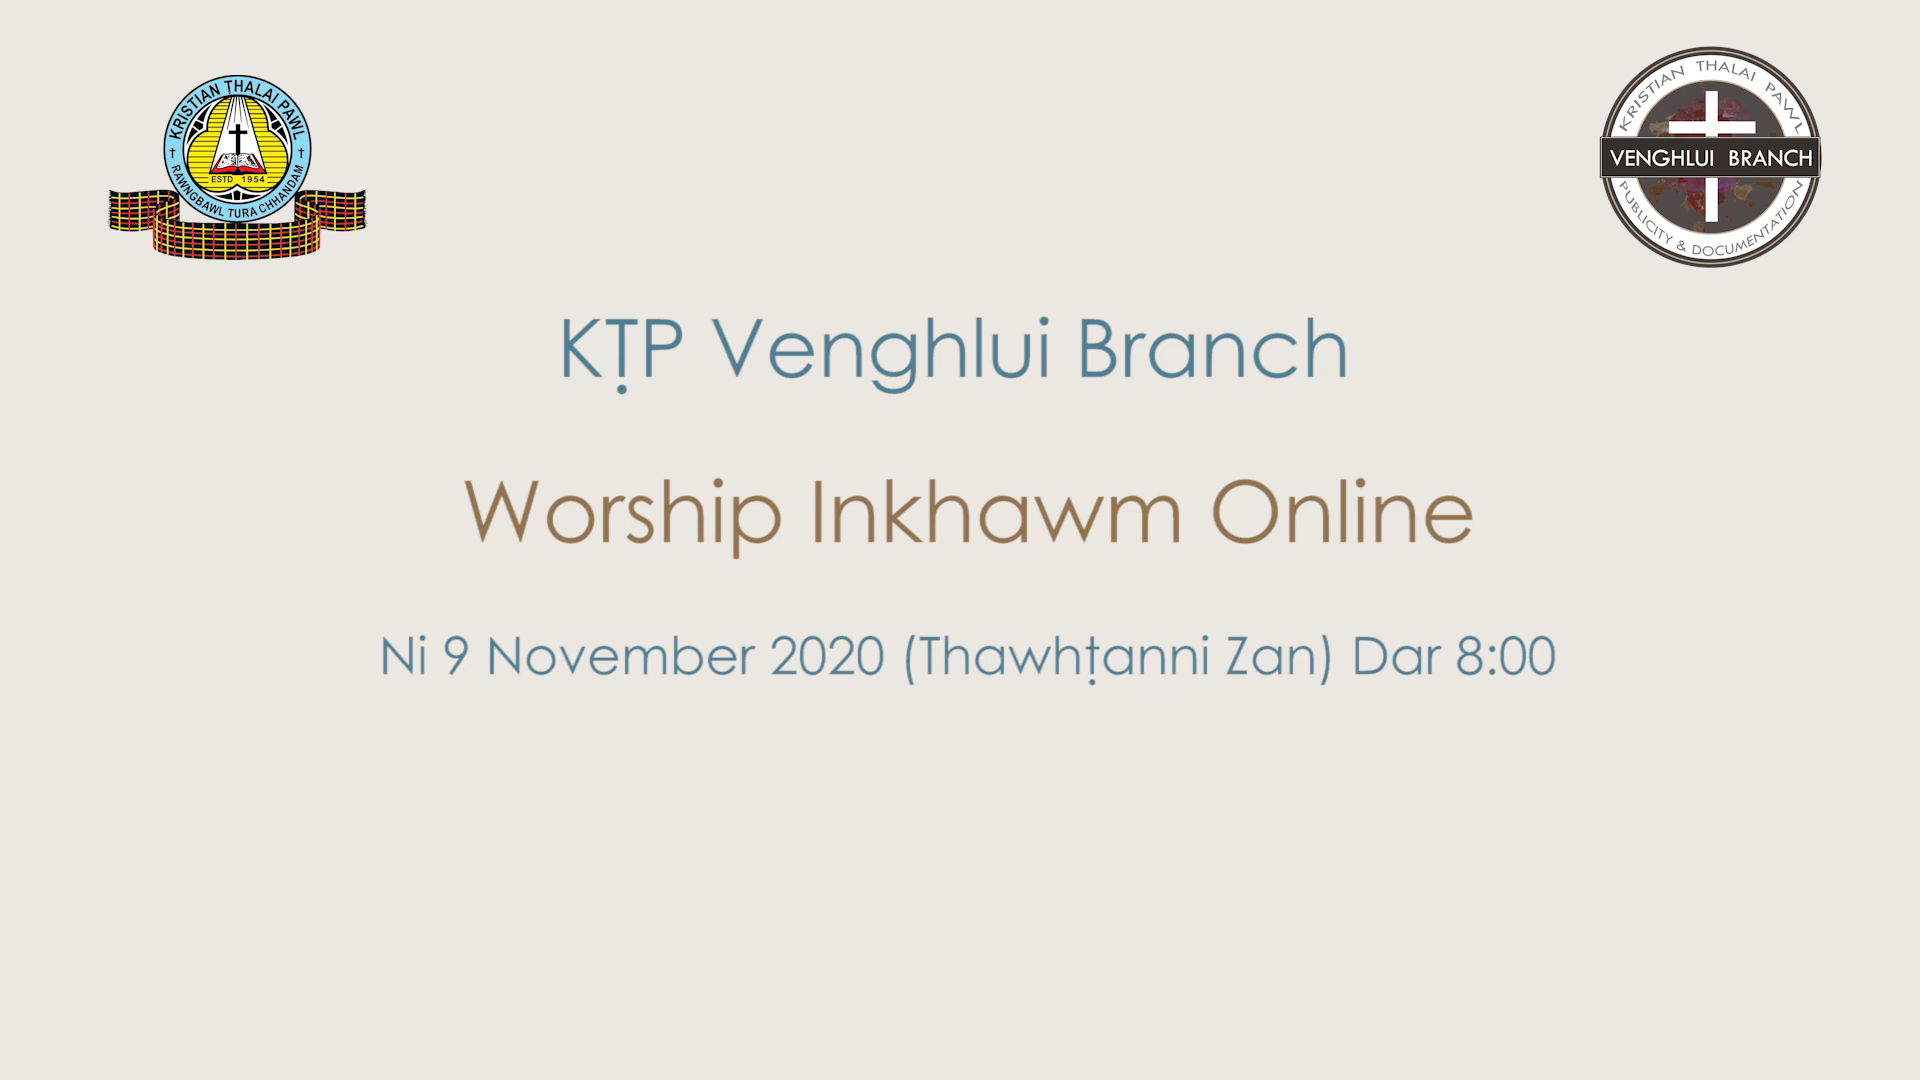 KRISTIAN ṬHALAI PAWL
ESTD 1954
RAWNGBAWL TURA CHHANDAM
KRISTIAN THALAI PAWL
VENGHLUI BRANCH
PUBLICITY & DOCUMENTATION
KṬP Venghlui Branch
Worship Inkhawm Online
Ni 9 November 2020 (Thawhṭanni Zan) Dar 8:00